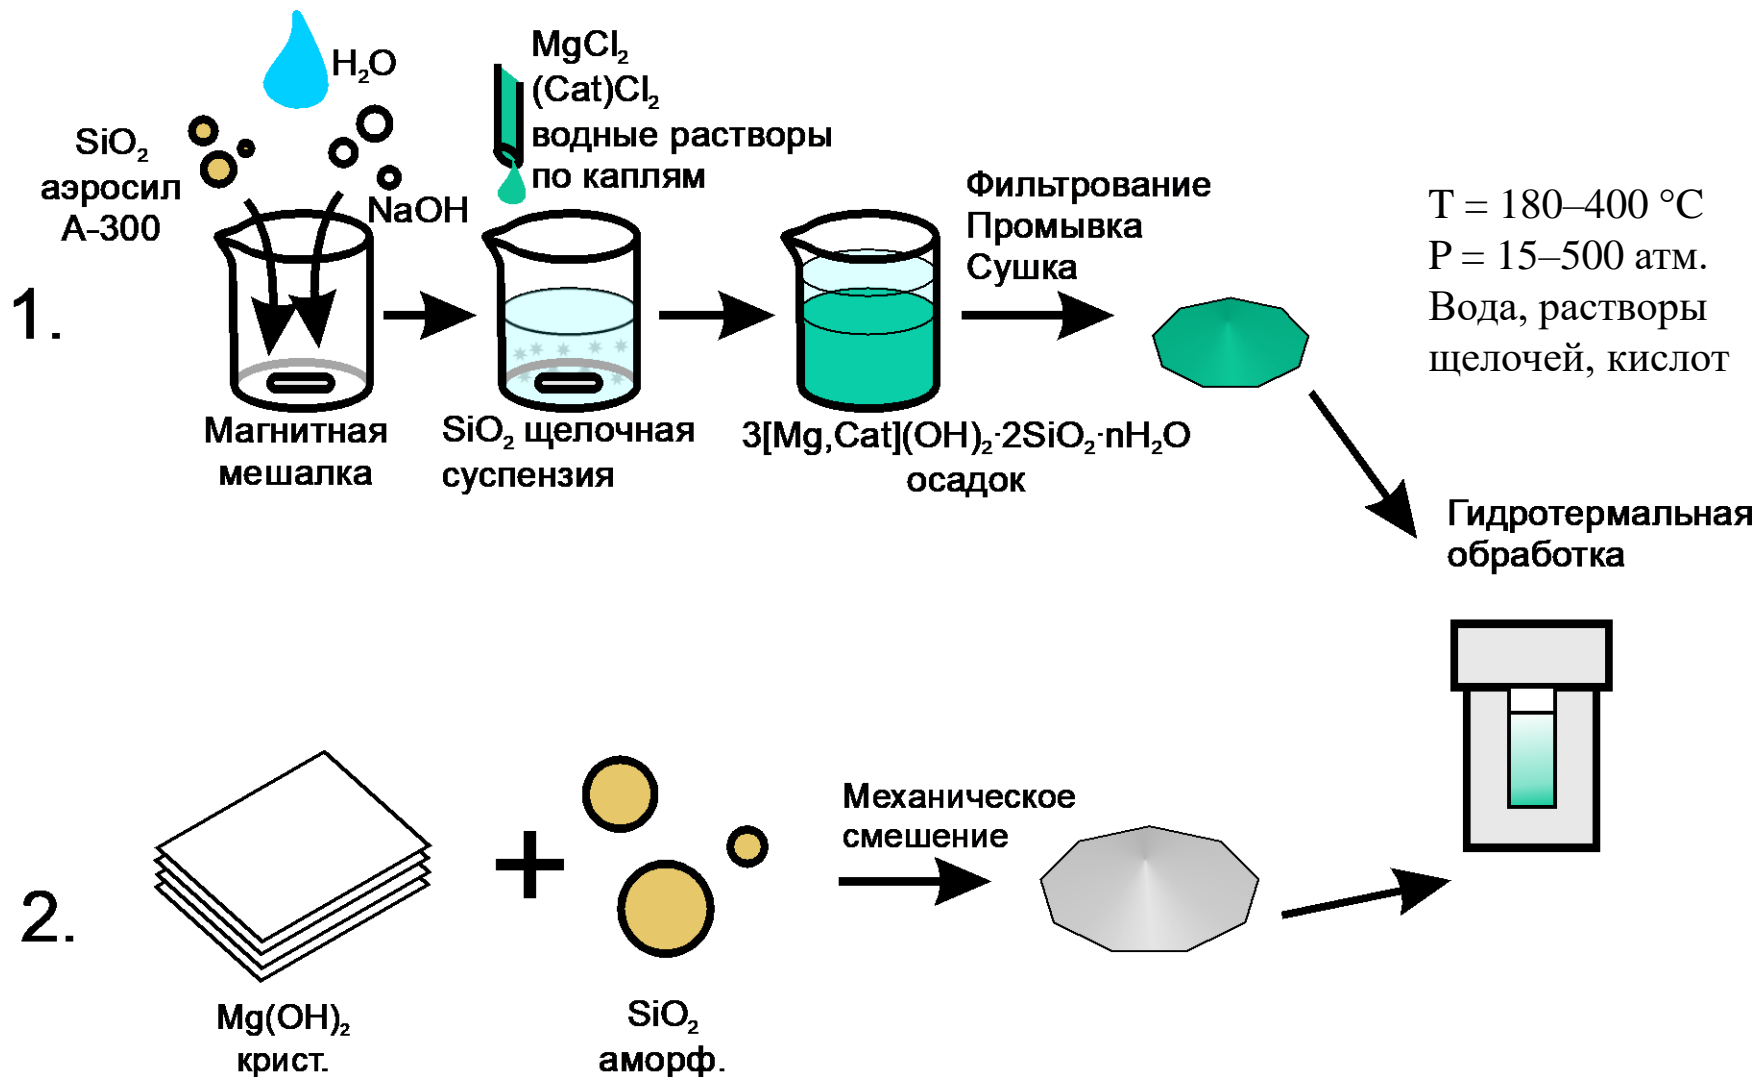 H₂O
SiO₂
аэросил
А-300
NaOH
MgCl₂
(Cat)Cl₂
водные растворы
по каплям
Фильтрование
Промывка
Сушка
T = 180–400 °C
P = 15–500 атм.
Вода, растворы
щелочей, кислот
1.
Магнитная
мешалка
SiO₂ щелочная
суспензия
3[Mg,Cat](OH)₂·2SiO₂·nH₂O
осадок
Гидротермальная
обработка
2.
Механическое
смешение
Mg(OH)₂
крист.
SiO₂
аморф.